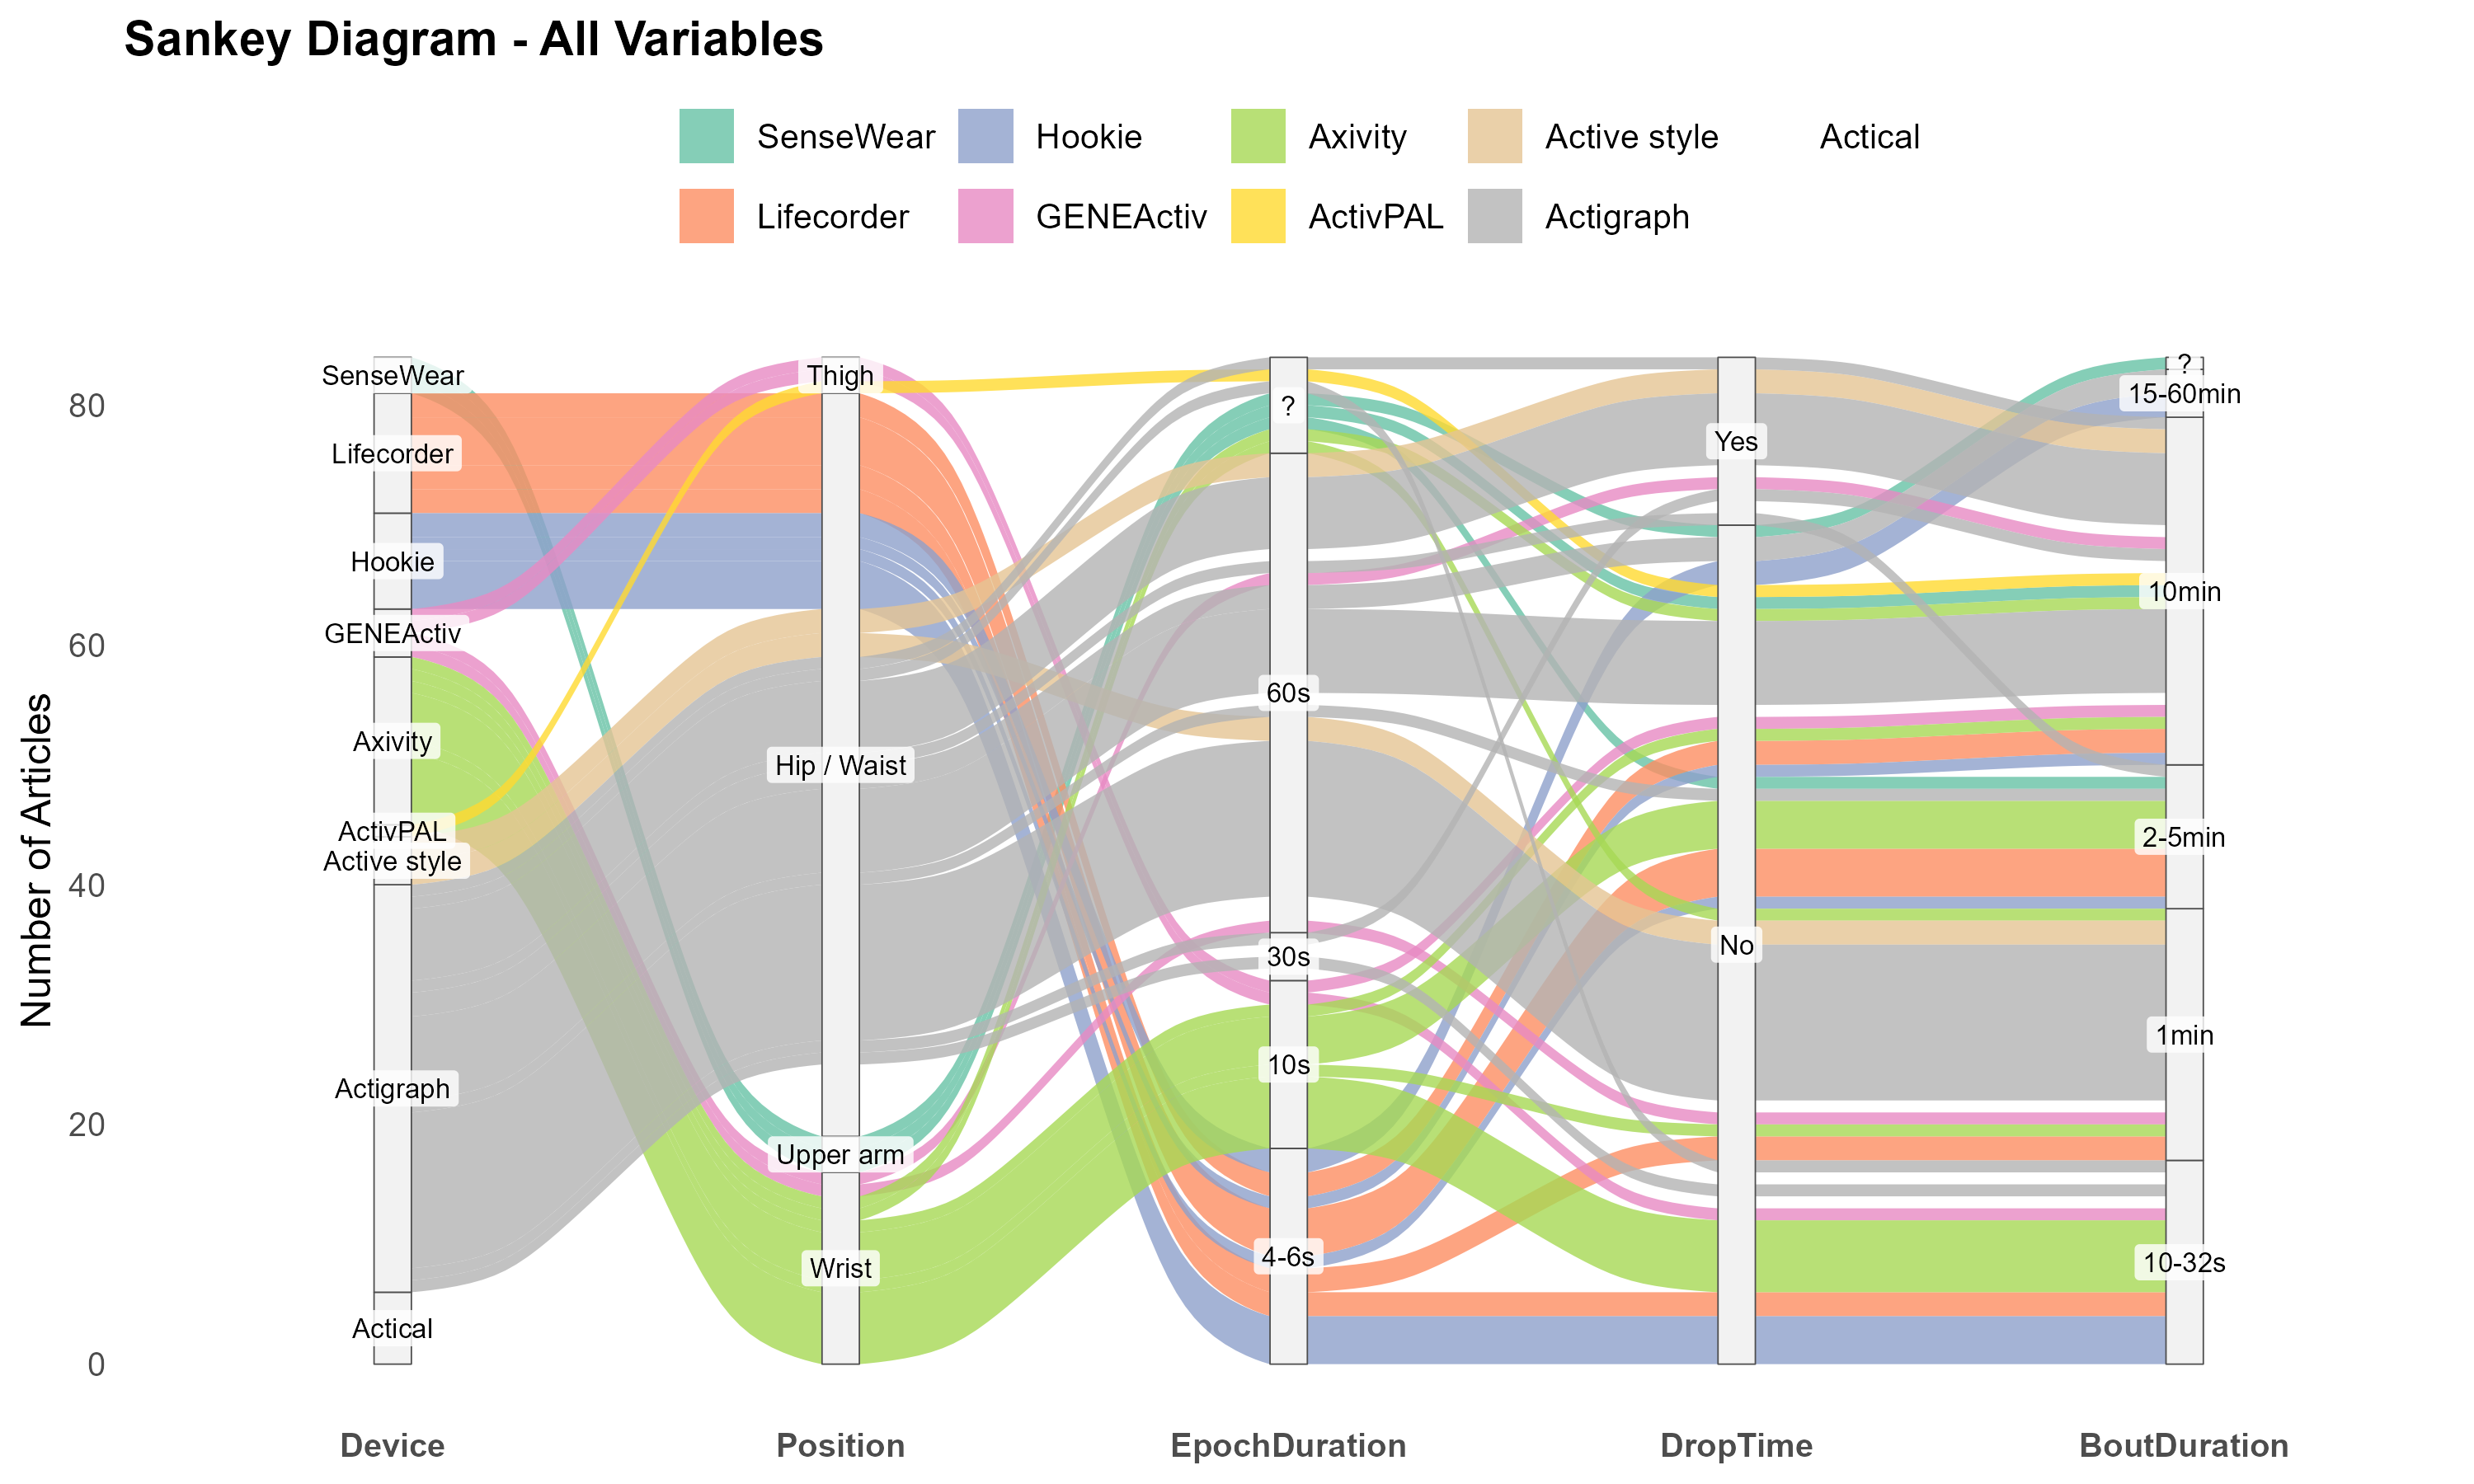 Sankey Diagram - All Variables
SenseWear Hookie Axivity Active style Actical
Lifecorder GENEActiv ActivPAL Actigraph
Number of Articles
80
60
40
20
0
SenseWear
Lifecorder
Hookie
GENEActiv
Axivity
ActivPAL
Active style
Actigraph
Actical
Thigh
Hip / Waist
Upper arm
Wrist
?
60s
30s
10s
4-6s
Yes
No
?
15-60min
10min
2-5min
1min
10-32s
Device Position EpochDuration DropTime BoutDuration